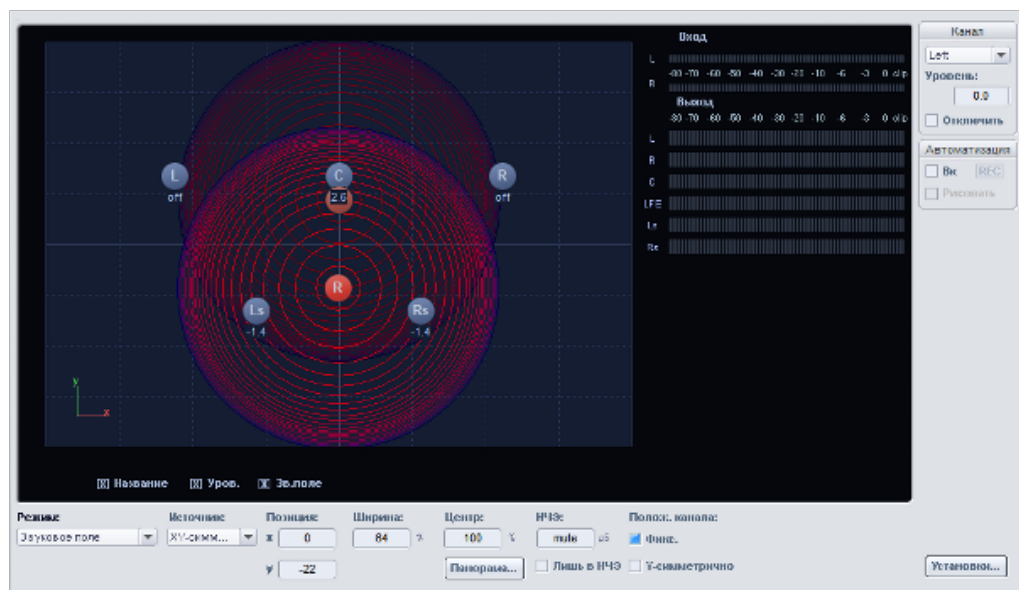 Вход
L
-80 -70 -60 -50 -40 -30 -20 -10 -6 -3 0 clip
R
Выход
-80 -70 -60 -50 -40 -30 -20 -10 -6 -3 0 clip
L
R
C
LFE
Ls
Rs
L
off
C
2.6
R
off
R
Ls
-1.4
Rs
-1.4
y
x
Название
Уров.
Зв.поле
Канал
Left
Уровень:
0.0
Отключить
Автоматизация
Вк REC
Рисовать
Режим: Источник: Позиция: Ширина: Центр: НЧЭ: Полож. канала:
Звуковое поле XY-симм... x 0 84 % 100 % mute дБ Фикс.
y -22 Панорама... Лишь в НЧЭ Y-симметрично
Установки...